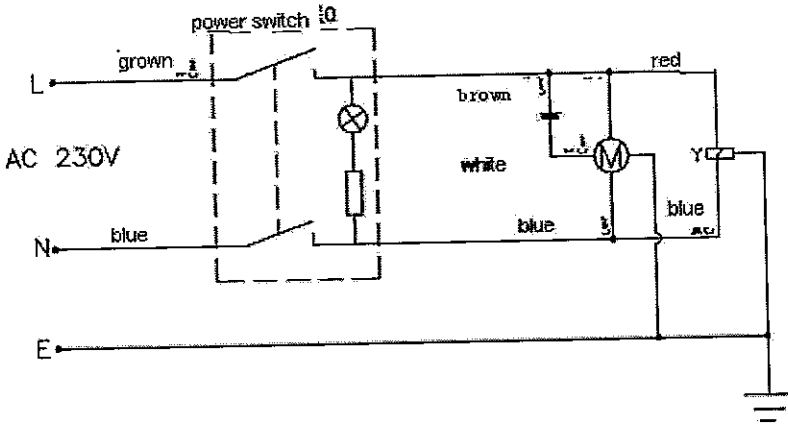 power switch
grown
red
L
brown
AC 230V
white
M
Y
blue
N
blue
blue
E